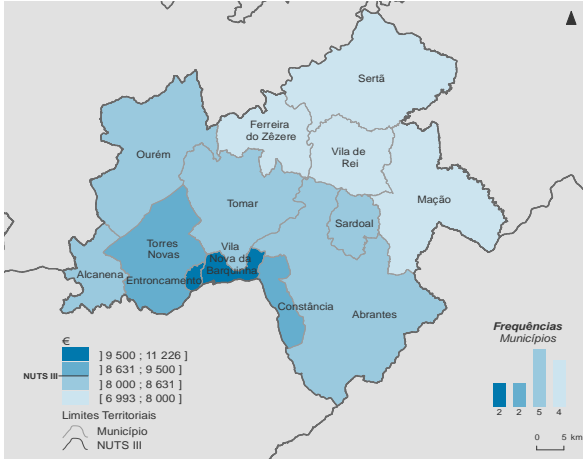 Sertã
Ferreira
do Zêzere
Vila de
Rei
Ourém
Mação
Tomar
Sardoal
Torres
Novas
Vila
Nova da
Barquinha
Alcanena
Entroncamento
Constância
Abrantes
€
] 9 500 ; 11 226 ]
] 8 631 ; 9 500 ]
NUTS III
] 8 000 ; 8 631 ]
[ 6 993 ; 8 000 ]
Limites Territoriais
Município
NUTS III
Frequências
Municípios
2 2 5 4
0 5 km